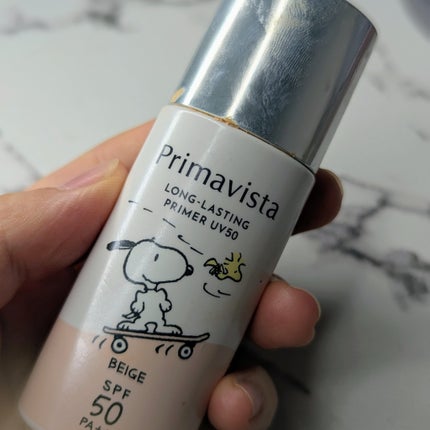 Primavista
LONG-LASTING
PRIMER UV50
BEIGE
SPF
50